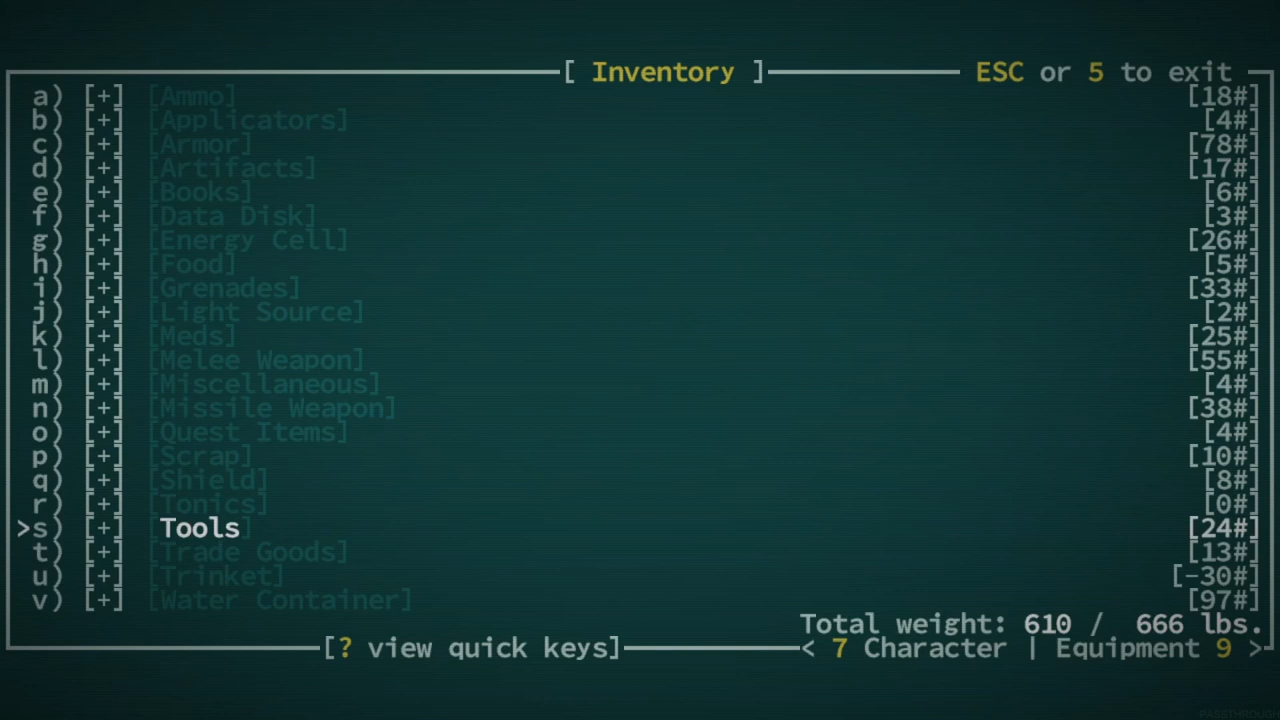 [ Inventory ] ESC or 5 to exit
a) [+] [Ammo] [18#]
b) [+] [Applicators] [4#]
c) [+] [Armor] [78#]
d) [+] [Artifacts] [17#]
e) [+] [Books] [6#]
f) [+] [Data Disk] [3#]
g) [+] [Energy Cell] [26#]
h) [+] [Food] [5#]
i) [+] [Grenades] [33#]
j) [+] [Light Source] [2#]
k) [+] [Meds] [25#]
l) [+] [Melee Weapon] [55#]
m) [+] [Miscellaneous] [4#]
n) [+] [Missile Weapon] [38#]
o) [+] [Quest Items] [4#]
p) [+] [Scrap] [10#]
q) [+] [Shield] [8#]
r) [+] [Tonics] [0#]
>s) [+] [Tools] [24#]
t) [+] [Trade Goods] [13#]
u) [+] [Trinket] [-30#]
v) [+] [Water Container] [97#]
Total weight: 610 / 666 lbs.
[? view quick keys] < 7 Character | Equipment 9 >